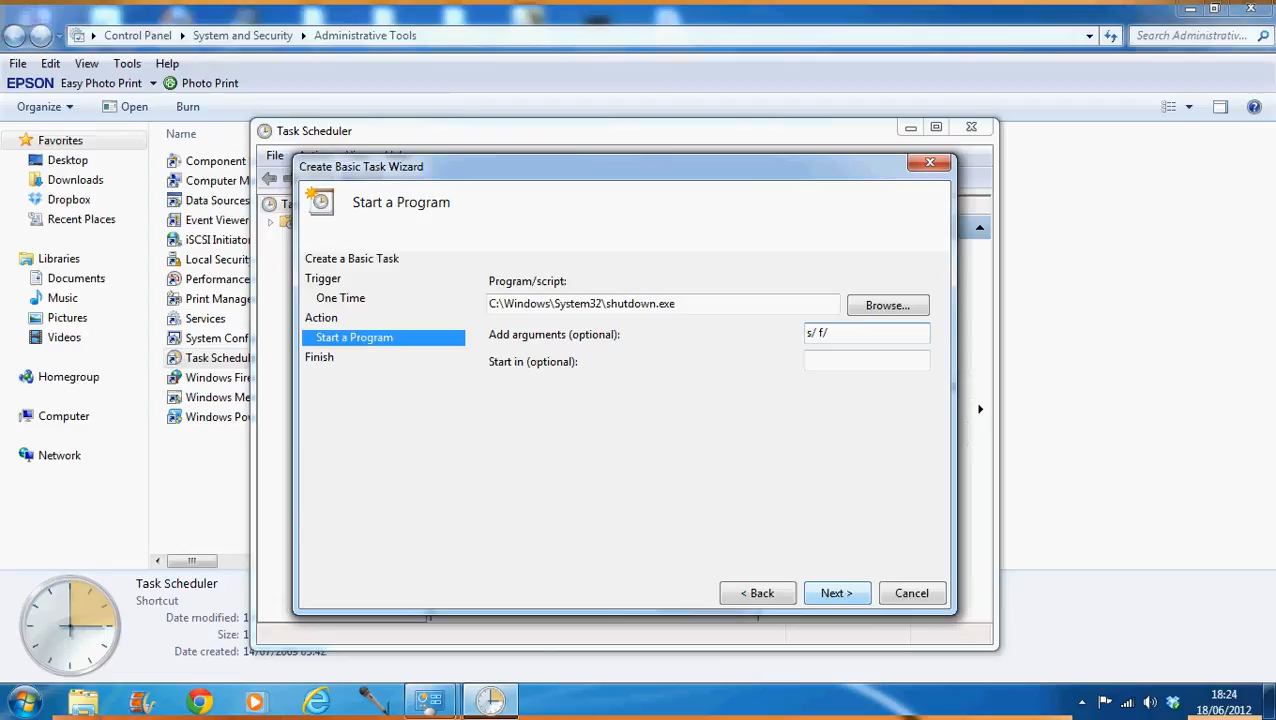 Control Panel System and Security Administrative Tools Search Administrativ...
File Edit View Tools Help
EPSON Easy Photo Print Photo Print
Organize Open Burn
Favorites
Desktop
Downloads
Dropbox
Recent Places
Libraries
Documents
Music
Pictures
Videos
Homegroup
Computer
Network
Name
Component
Computer M
Data Sources
Event Viewer
iSCSI Initiato
Local Securit
Performance
Print Manage
Services
System Conf
Task Schedul
Windows Fire
Windows Me
Windows Pov
Task Scheduler
File
Create Basic Task Wizard
Start a Program
Create a Basic Task
Trigger
One Time
Action
Start a Program
Finish
Program/script:
C:\Windows\System32\shutdown.exe Browse...
Add arguments (optional): s/ f/
Start in (optional):
< Back Next > Cancel
Task Scheduler
Shortcut
Date modified: 1
Size: 1
Date created:
18:24
18/06/2012